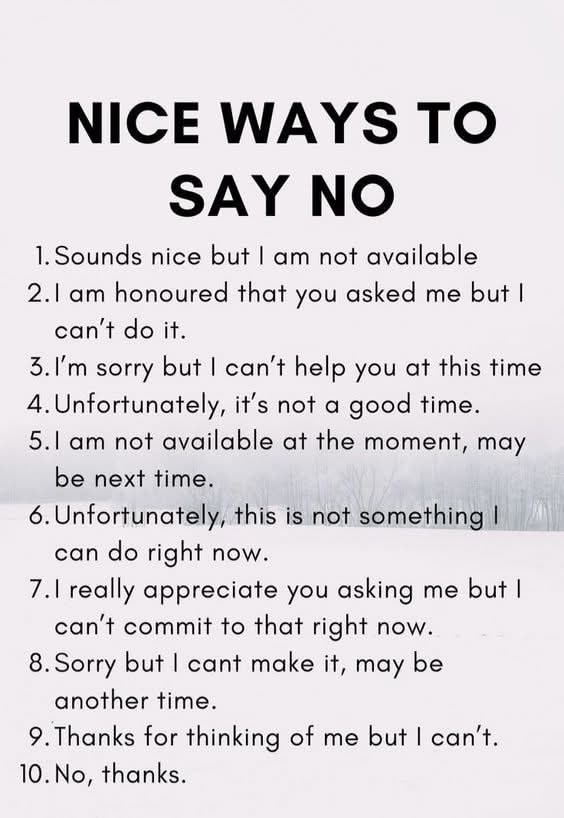 NICE WAYS TO
SAY NO
1. Sounds nice but I am not available
2. I am honoured that you asked me but I
can't do it.
3. I'm sorry but I can't help you at this time
4. Unfortunately, it's not a good time.
5. I am not available at the moment, may
be next time.
6. Unfortunately, this is not something I
can do right now.
7. I really appreciate you asking me but I
can't commit to that right now.
8. Sorry but I cant make it, may be
another time.
9. Thanks for thinking of me but I can't.
10. No, thanks.